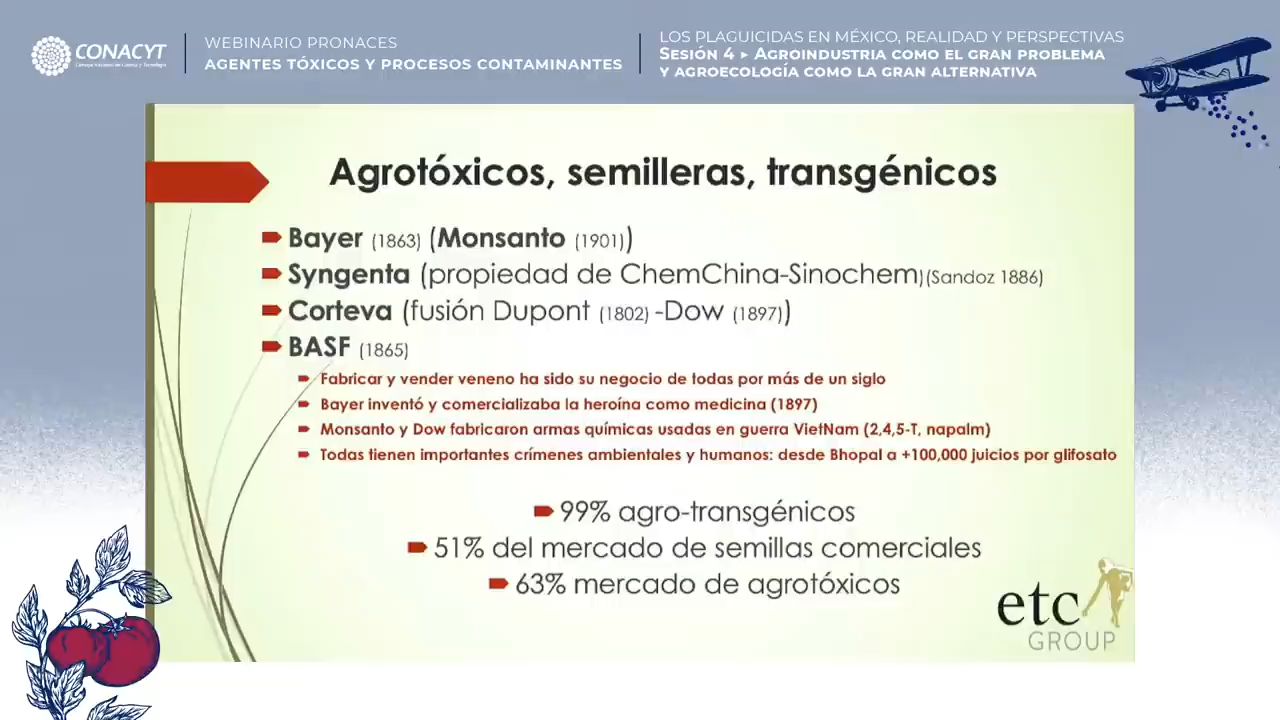 CONACYT
Consejo Nacional de Ciencia y Tecnología
WEBINARIO PRONACES
AGENTES TÓXICOS Y PROCESOS CONTAMINANTES
LOS PLAGUICIDAS EN MÉXICO, REALIDAD Y PERSPECTIVAS
SESIÓN 4 ▸ AGROINDUSTRIA COMO EL GRAN PROBLEMA
Y AGROECOLOGÍA COMO LA GRAN ALTERNATIVA
Agrotóxicos, semilleras, transgénicos
Bayer (1863) (Monsanto (1901))
Syngenta (propiedad de ChemChina-Sinochem)(Sandoz 1886)
Corteva (fusión Dupont (1802) -Dow (1897))
BASF (1865)
Fabricar y vender veneno ha sido su negocio de todas por más de un siglo
Bayer inventó y comercializaba la heroína como medicina (1897)
Monsanto y Dow fabricaron armas químicas usadas en guerra VietNam (2,4,5-T, napalm)
Todas tienen importantes crímenes ambientales y humanos: desde Bhopal a +100,000 juicios por glifosato
99% agro-transgénicos
51% del mercado de semillas comerciales
63% mercado de agrotóxicos
etc
GROUP